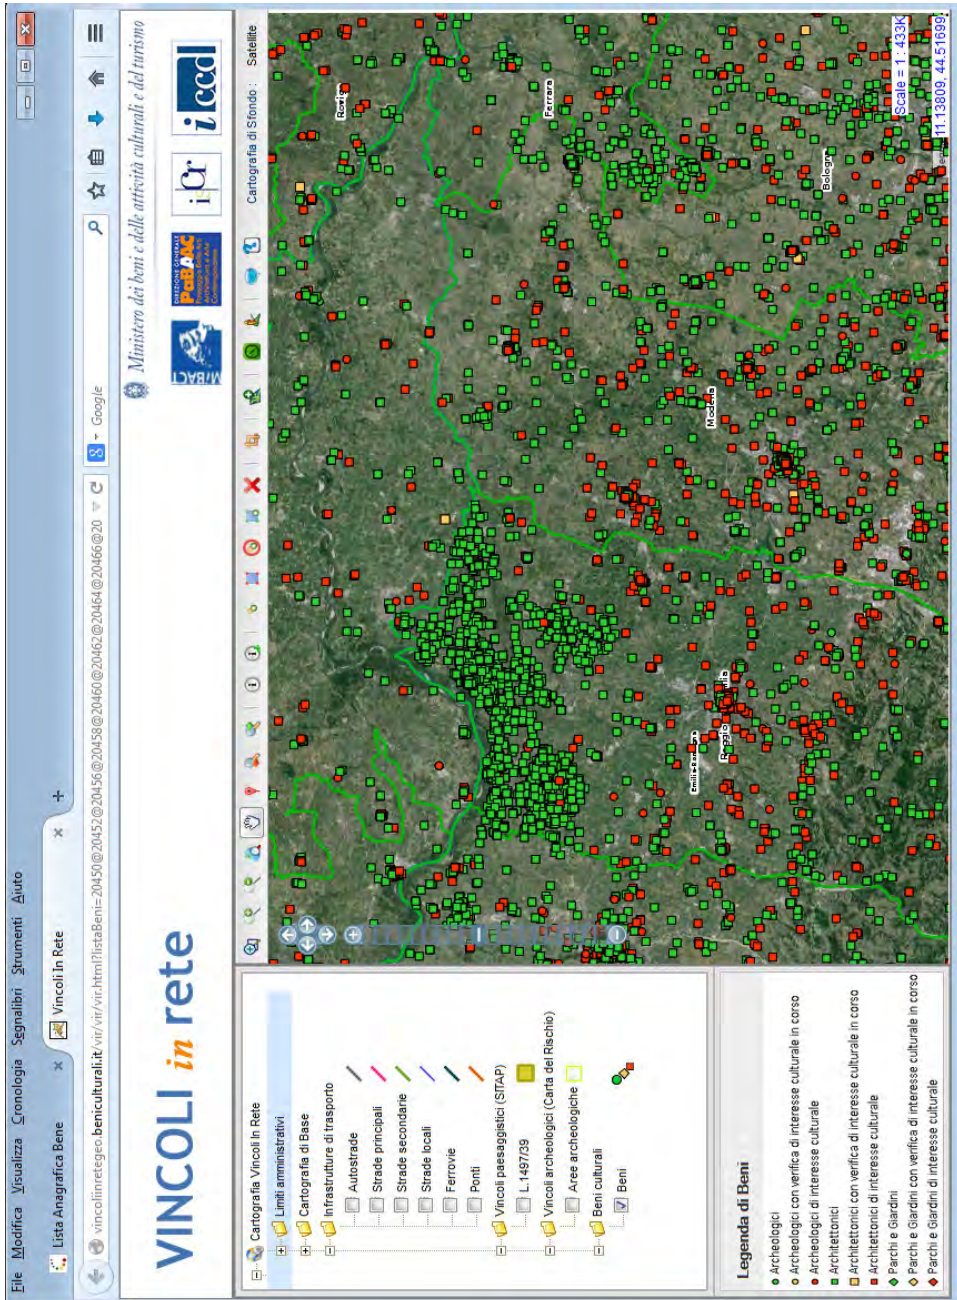 File Modifica Visualizza Cronologia Segnalibri Strumenti Aiuto
Lista Anagrafica Bene ×
Vincoli In Rete × +
vincoliinretegeo.beniculturali.it/vir/vir/vir.html?listaBeni=20450@20452@20456@20458@20460@20462@20464@20466@20
Google
VINCOLI in rete
Ministero dei beni e delle attività culturali e del turismo
MiBACT
DIREZIONE GENERALE
PaBAAC
iscr
iccd
Cartografia di Sfondo : Satellite
Cartografia Vincoli In Rete
Limiti amministrativi
Cartografia di Base
Infrastrutture di trasporto
Autostrade
Strade principali
Strade secondarie
Strade locali
Ferrovie
Ponti
Vincoli paesaggistici (SITAP)
L.1497/39
Vincoli archeologici (Carta del Rischio)
Aree archeologiche
Beni culturali
Beni
Legenda di Beni
Archeologici
Archeologici con verifica di interesse culturale in corso
Archeologici di interesse culturale
Architettonici
Architettonici con verifica di interesse culturale in corso
Architettonici di interesse culturale
Parchi e Giardini
Parchi e Giardini con verifica di interesse culturale in corso
Parchi e Giardini di interesse culturale
Ferrara
Bologna
Modena
Reggio
Scale = 1 : 433K
11.13809, 44.51699